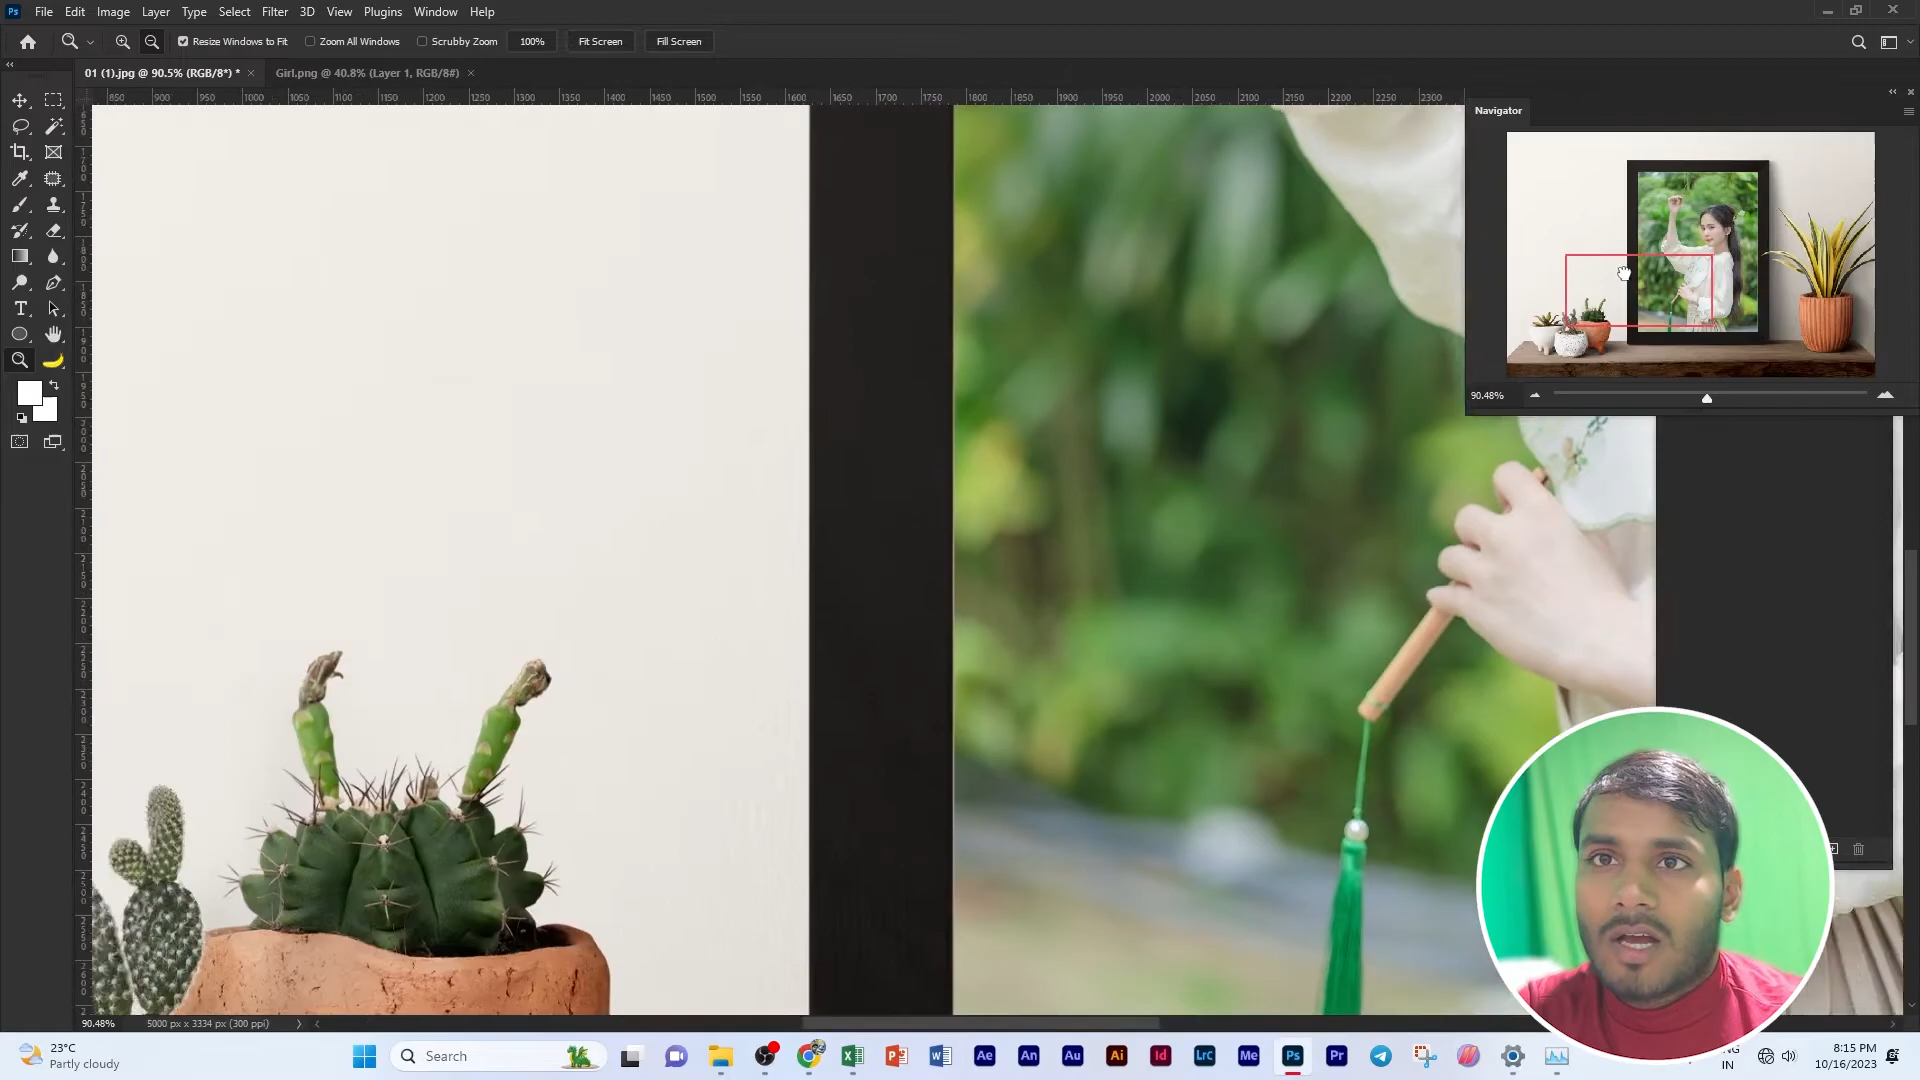 Ps File Edit Image Layer Type Select Filter 3D View Plugins Window Help
Resize Windows to Fit Zoom All Windows Scrubby Zoom 100% Fit Screen Fill Screen
01 (1).jpg @ 90.5% (RGB/8*) * × Girl.png @ 40.8% (Layer 1, RGB/8#) ×
850 900 950 1000 1050 1100 1150 1200 1250 1300 1350 1400 1450 1500 1550 1600 1650 1700 1750 1800 1850 1900 1950 2000 2050 2100 2150 2200 2250 2300
Navigator
90.48%
90.48% 5000 px x 3334 px (300 ppi)
23°C
Partly cloudy
Search
Ae An Au Ai Id LrC Me Ps Pr
NG
IN
8:15 PM
10/16/2023